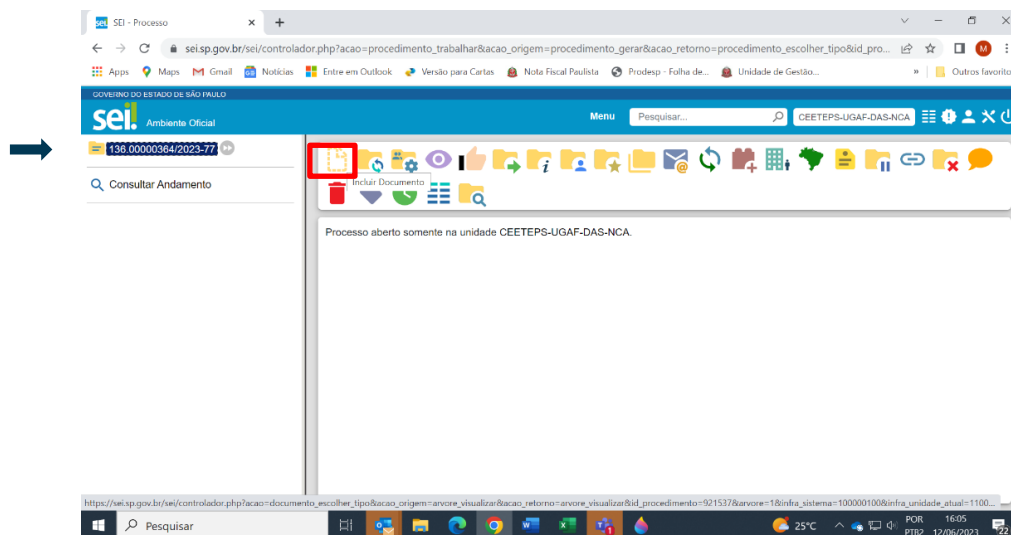 sei! SEI - Processo × +
sei.sp.gov.br/sei/controlador.php?acao=procedimento_trabalhar&acao_origem=procedimento_gerar&acao_retorno=procedimento_escolher_tipo&id_pro...
Apps Maps Gmail Notícias Entre em Outlook Versão para Cartas Nota Fiscal Paulista Prodesp - Folha de... Unidade de Gestão... » Outros favorito
GOVERNO DO ESTADO DE SÃO PAULO
sei! Ambiente Oficial Menu Pesquisar... CEETEPS-UGAF-DAS-NCA
136.00000364/2023-77
Consultar Andamento
Incluir Documento
Processo aberto somente na unidade CEETEPS-UGAF-DAS-NCA.
https://sei.sp.gov.br/sei/controlador.php?acao=documento_escolher_tipo&acao_origem=arvore_visualizar&acao_retorno=arvore_visualizar&id_procedimento=921537&arvore=1&infra_sistema=100000100&infra_unidade_atual=1100...
Pesquisar 25°C POR 16:05
PTB2 12/06/2023 22